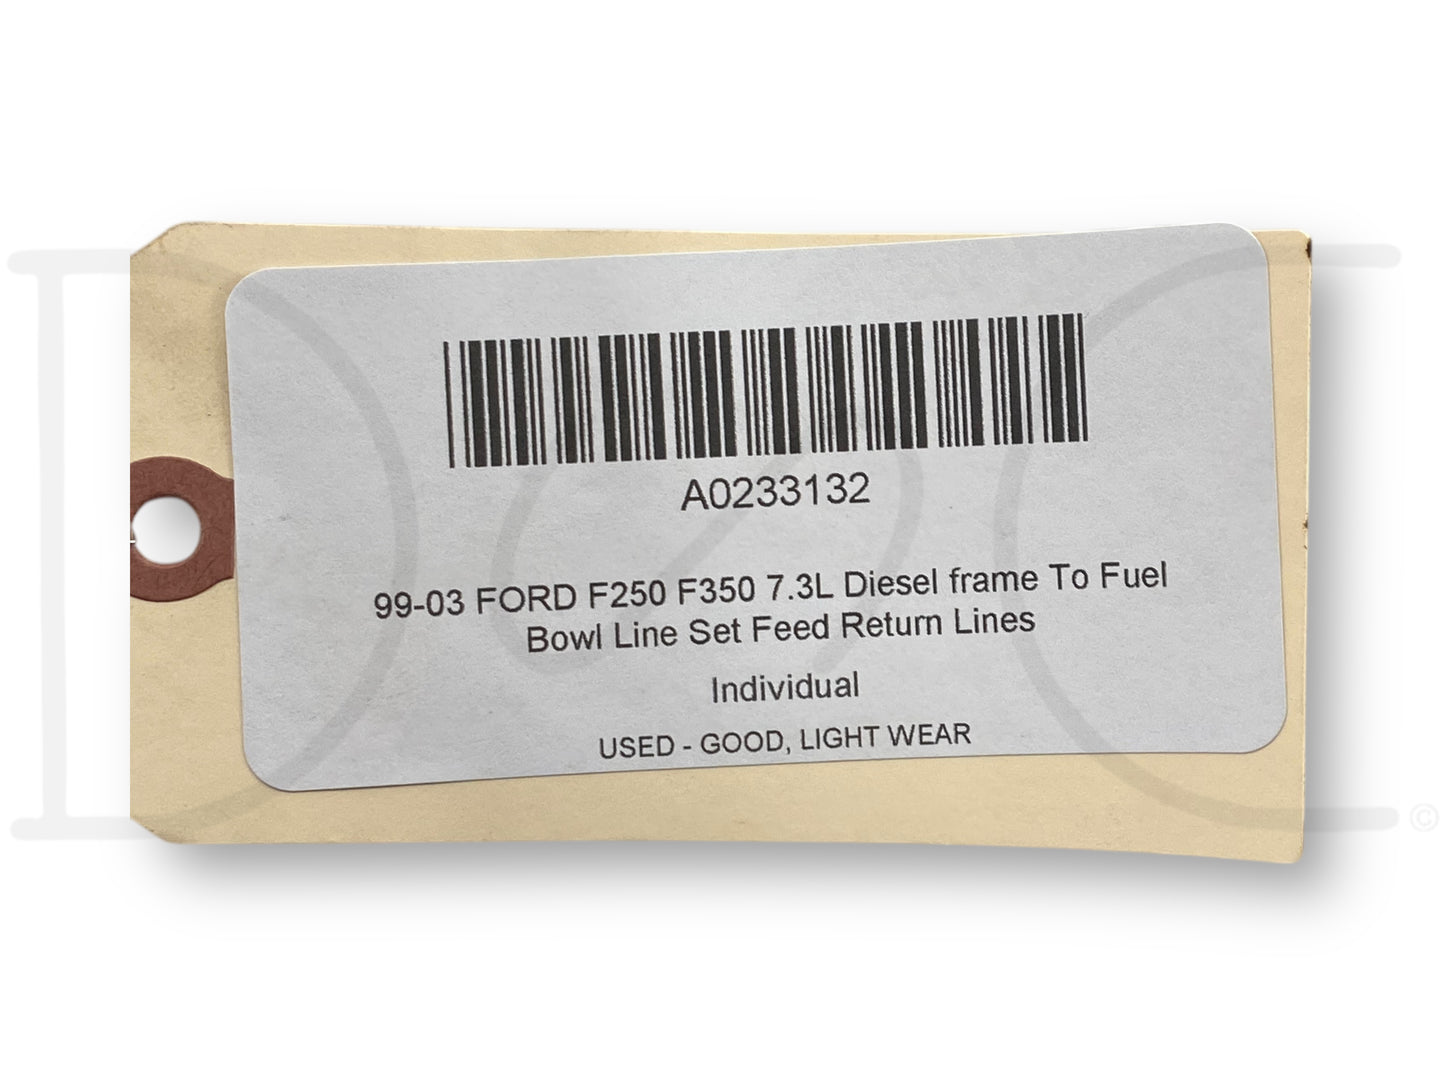 A0233132
99-03 FORD F250 F350 7.3L Diesel frame To Fuel
Bowl Line Set Feed Return Lines
Individual
USED - GOOD, LIGHT WEAR
©